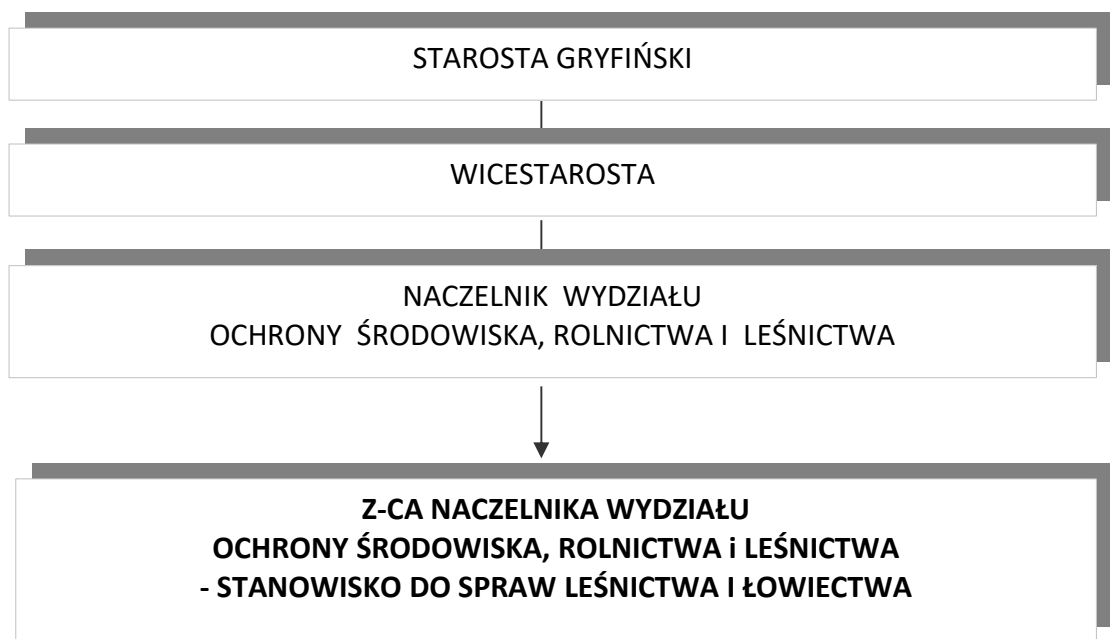 STAROSTA GRYFIŃSKI
WICESTAROSTA
NACZELNIK WYDZIAŁU
OCHRONY ŚRODOWISKA, ROLNICTWA I LEŚNICTWA
Z-CA NACZELNIKA WYDZIAŁU
OCHRONY ŚRODOWISKA, ROLNICTWA i LEŚNICTWA
- STANOWISKO DO SPRAW LEŚNICTWA I ŁOWIECTWA